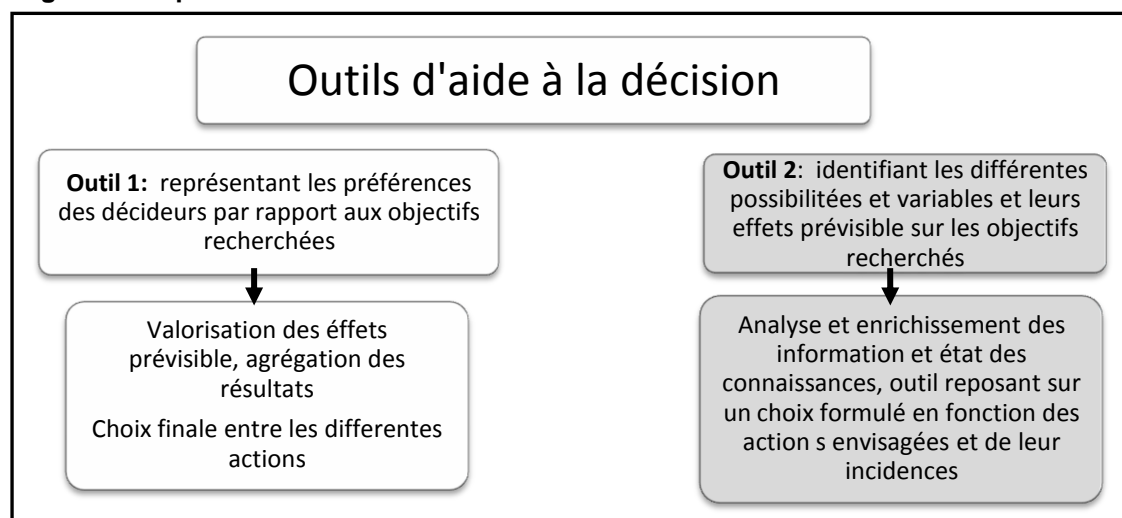 Outils d'aide à la décision
Outil 1: représentant les préférences
des décideurs par rapport aux objectifs
recherchées
Valorisation des éffets
prévisible, agrégation des
résultats
Choix finale entre les differentes
actions
Outil 2: identifiant les différentes
possibilitées et variables et leurs
effets prévisible sur les objectifs
recherchés
Analyse et enrichissement des
information et état des
connaissances, outil reposant sur
un choix formulé en fonction des
action s envisagées et de leur
incidences